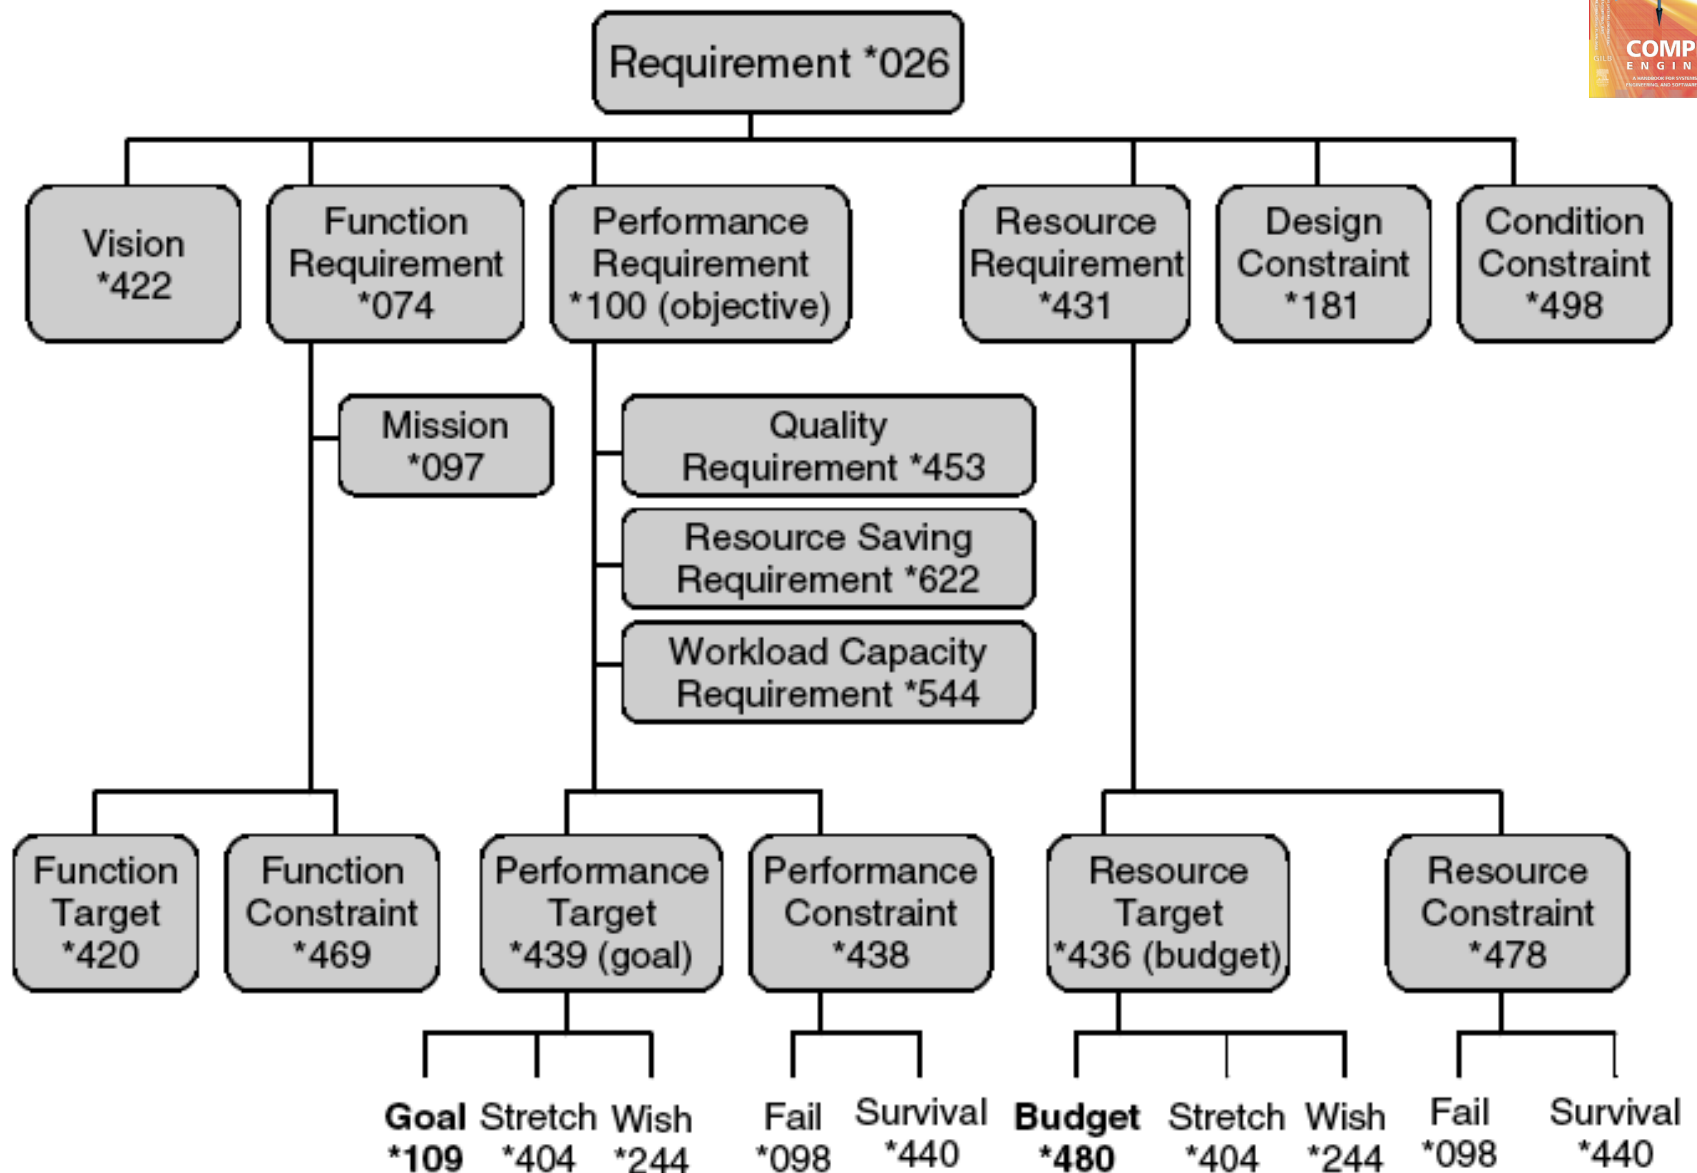 Requirement *026
COMP
ENGIN
GILB
Vision
*422
Function
Requirement
*074
Performance
Requirement
*100 (objective)
Resource
Requirement
*431
Design
Constraint
*181
Condition
Constraint
*498
Mission
*097
Quality
Requirement *453
Resource Saving
Requirement *622
Workload Capacity
Requirement *544
Function
Target
*420
Function
Constraint
*469
Performance
Target
*439 (goal)
Performance
Constraint
*438
Resource
Target
*436 (budget)
Resource
Constraint
*478
Goal
*109
Stretch
*404
Wish
*244
Fail
*098
Survival
*440
Budget
*480
Stretch
*404
Wish
*244
Fail
*098
Survival
*440